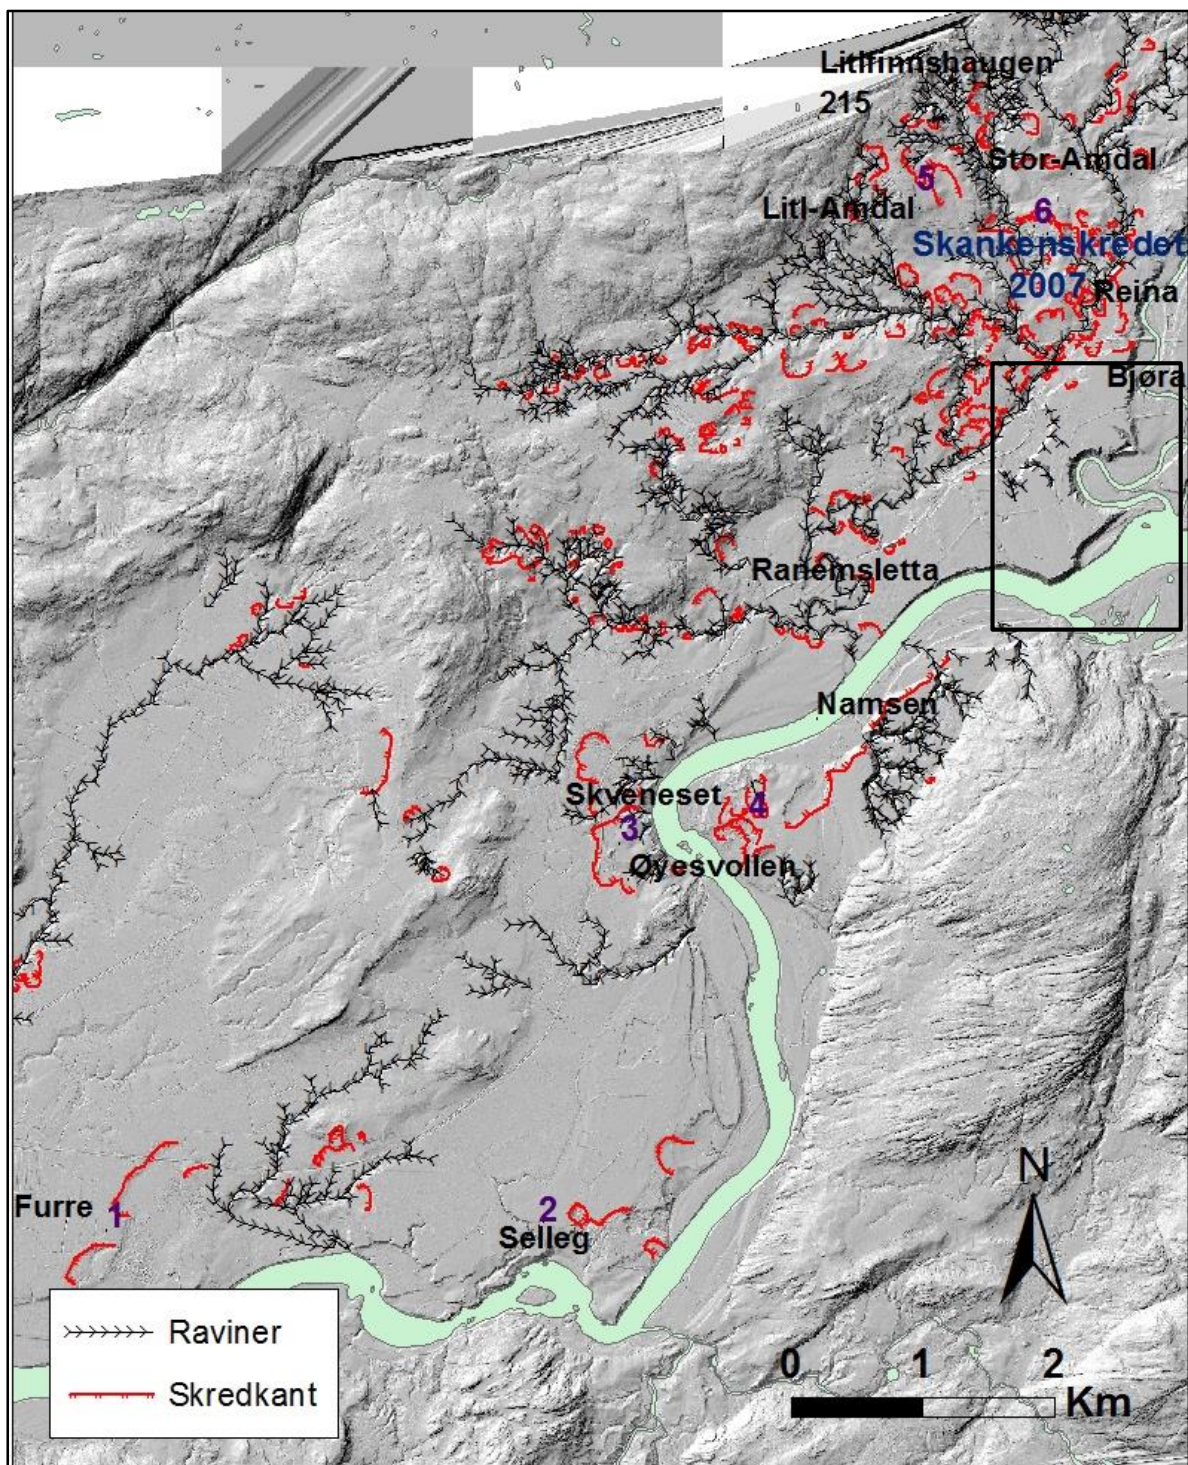 Litlfinnshaugen
215
Stor-Amdal
5
Litl-Amdal
6
Skankenskredet
2007
Reina
Bjøra
Ranemsletta
Namsen
Skveneset
4
3
Øyesvollen
N
Furre
1
2
Selleg
Raviner
Skredkant
0 1 2
Km